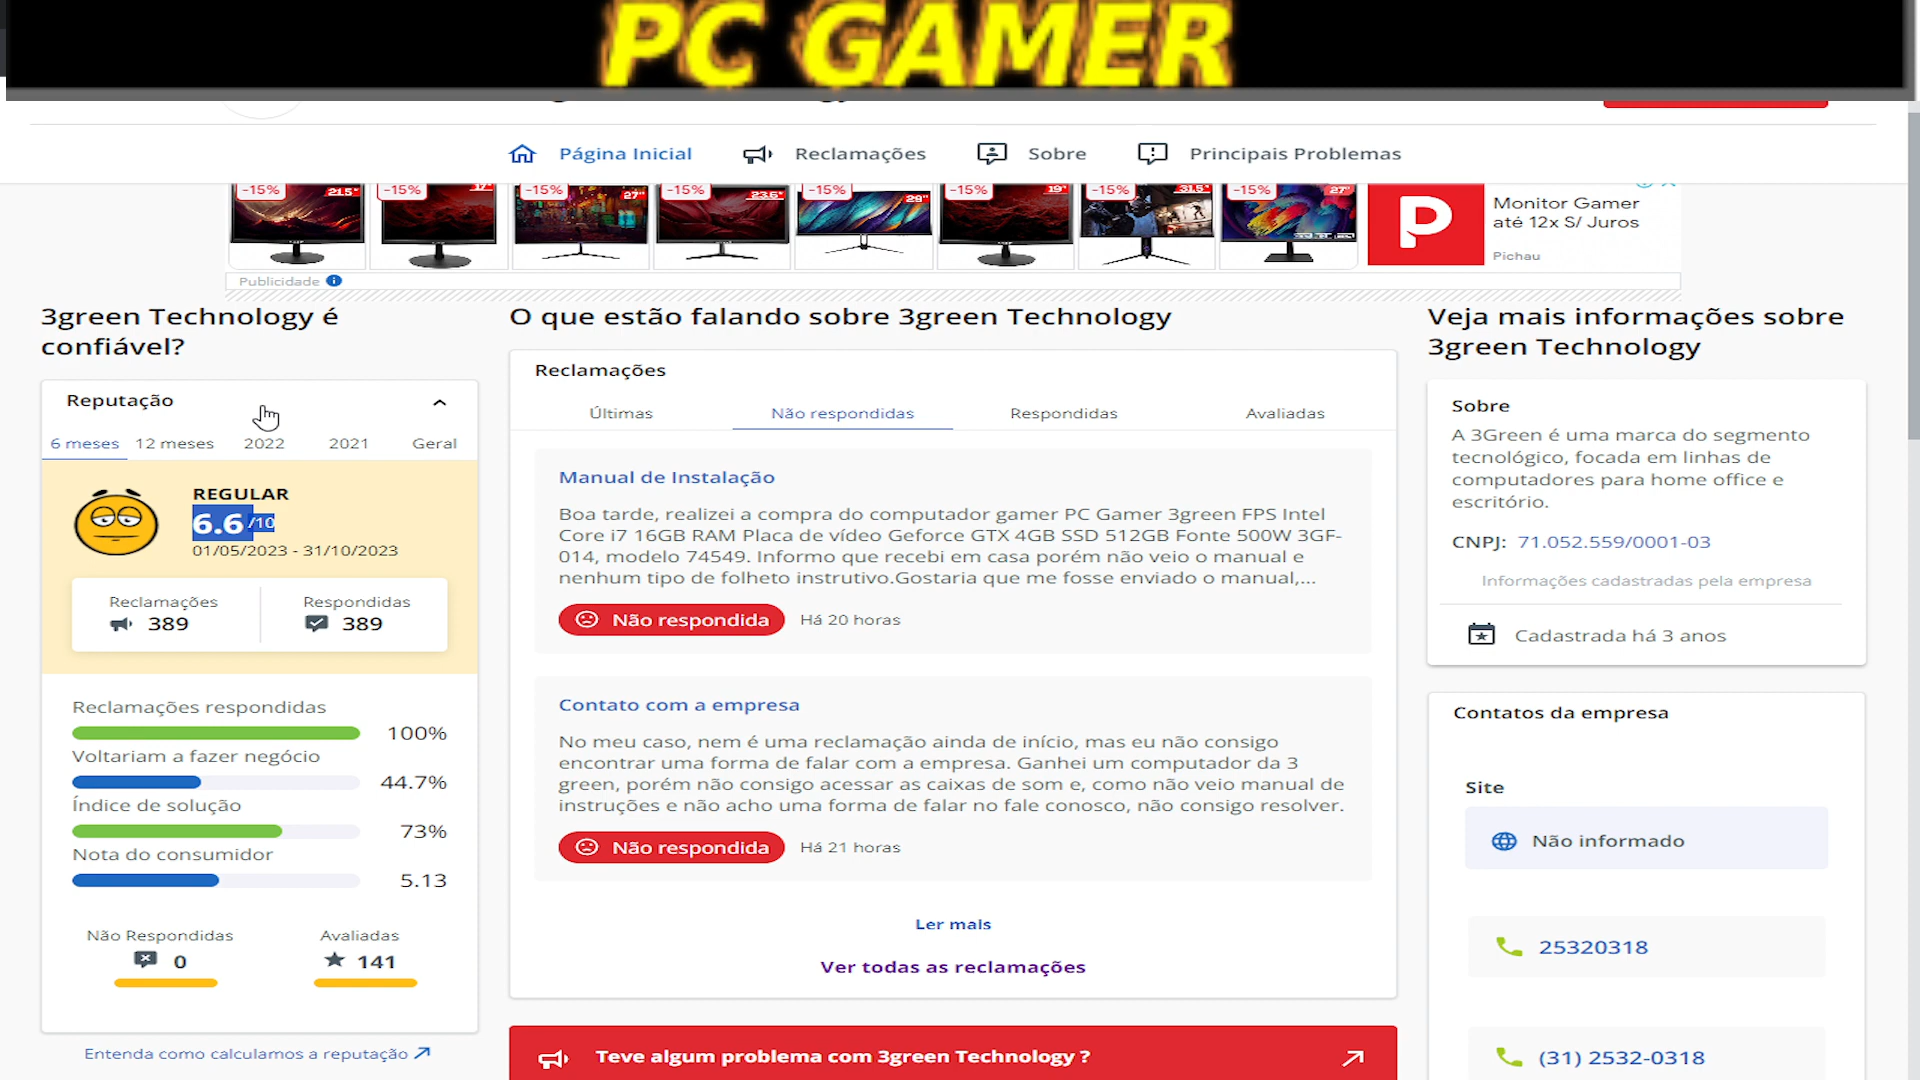 PC GAMER
Página Inicial
Reclamações
Sobre
Principais Problemas
-15%
21.5"
-15%
17"
-15%
27"
-15%
23.6"
-15%
29"
-15%
19"
-15%
31.5"
-15%
27"
Monitor Gamer
até 12x S/ Juros
Pichau
Publicidade
3green Technology é
confiável?
Reputação
6 meses
12 meses
2022
2021
Geral
REGULAR
6.6 /10
01/05/2023 - 31/10/2023
Reclamações
389
Respondidas
389
Reclamações respondidas
100%
Voltariam a fazer negócio
44.7%
Índice de solução
73%
Nota do consumidor
5.13
Não Respondidas
0
Avaliadas
141
Entenda como calculamos a reputação
O que estão falando sobre 3green Technology
Reclamações
Últimas
Não respondidas
Respondidas
Avaliadas
Manual de Instalação
Boa tarde, realizei a compra do computador gamer PC Gamer 3green FPS Intel
Core i7 16GB RAM Placa de vídeo Geforce GTX 4GB SSD 512GB Fonte 500W 3GF-
014, modelo 74549. Informo que recebi em casa porém não veio o manual e
nenhum tipo de folheto instrutivo.Gostaria que me fosse enviado o manual,...
Não respondida
Há 20 horas
Contato com a empresa
No meu caso, nem é uma reclamação ainda de início, mas eu não consigo
encontrar uma forma de falar com a empresa. Ganhei um computador da 3
green, porém não consigo acessar as caixas de som e, como não veio manual de
instruções e não acho uma forma de falar no fale conosco, não consigo resolver.
Não respondida
Há 21 horas
Ler mais
Ver todas as reclamações
Teve algum problema com 3green Technology ?
Veja mais informações sobre
3green Technology
Sobre
A 3Green é uma marca do segmento
tecnológico, focada em linhas de
computadores para home office e
escritório.
CNPJ: 71.052.559/0001-03
Informações cadastradas pela empresa
Cadastrada há 3 anos
Contatos da empresa
Site
Não informado
25320318
(31) 2532-0318